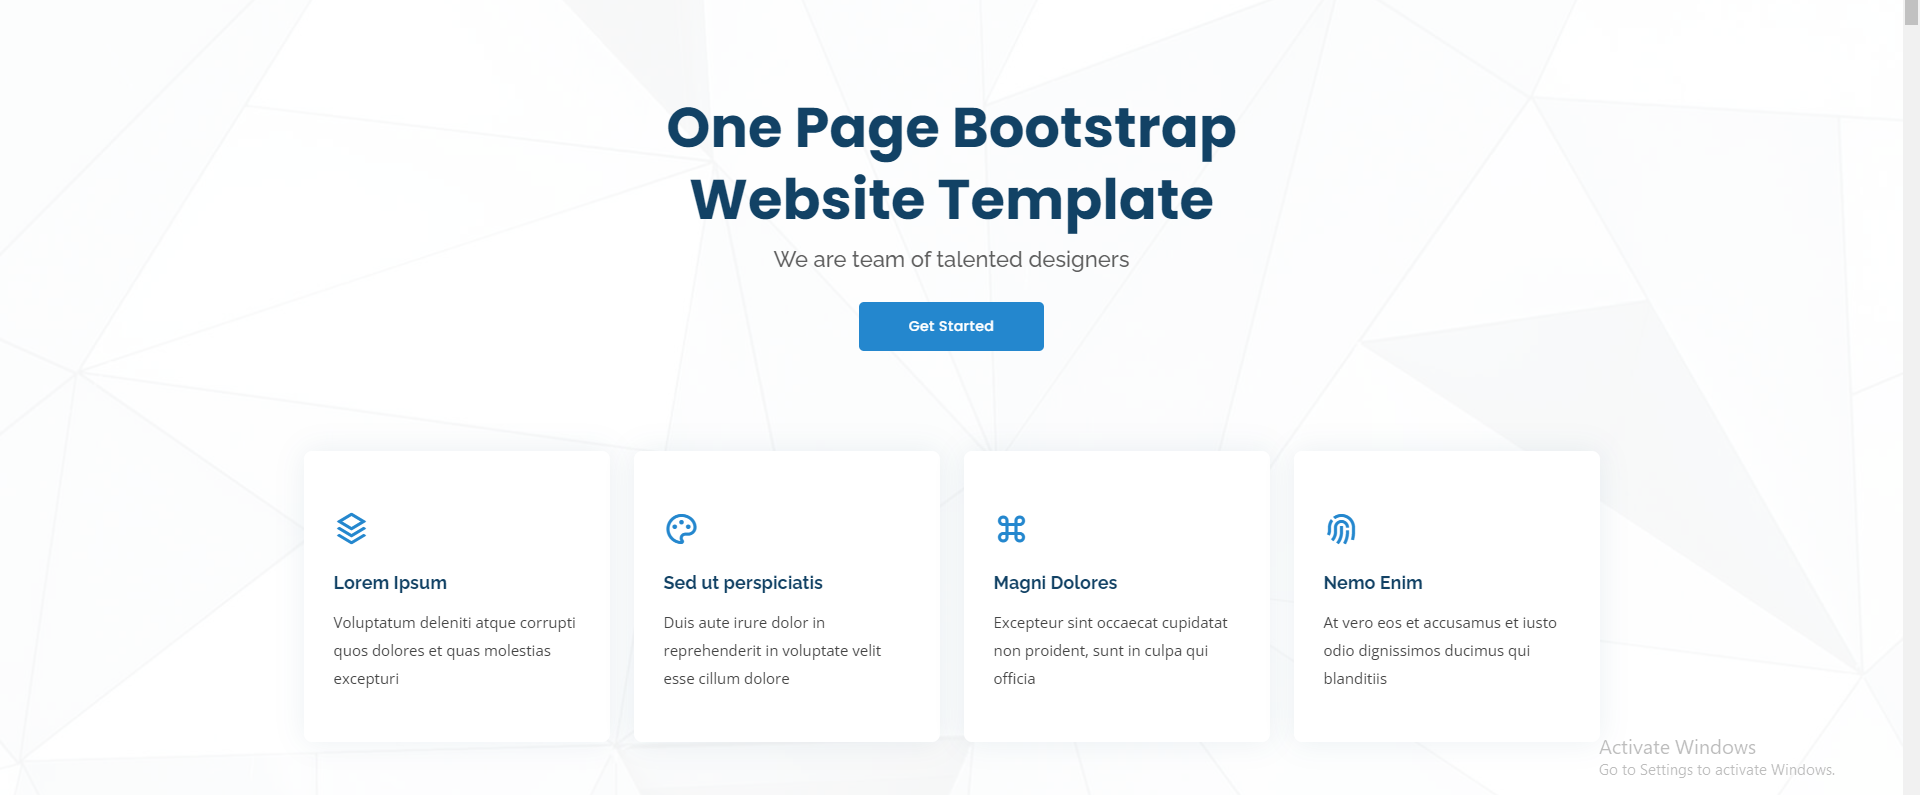 One Page Bootstrap
Website Template
We are team of talented designers
Get Started
Lorem Ipsum
Voluptatum deleniti atque corrupti
quos dolores et quas molestias
excepturi
Sed ut perspiciatis
Duis aute irure dolor in
reprehenderit in voluptate velit
esse cillum dolore
Magni Dolores
Excepteur sint occaecat cupidatat
non proident, sunt in culpa qui
officia
Nemo Enim
At vero eos et accusamus et iusto
odio dignissimos ducimus qui
blanditiis
Activate Windows
Go to Settings to activate Windows.